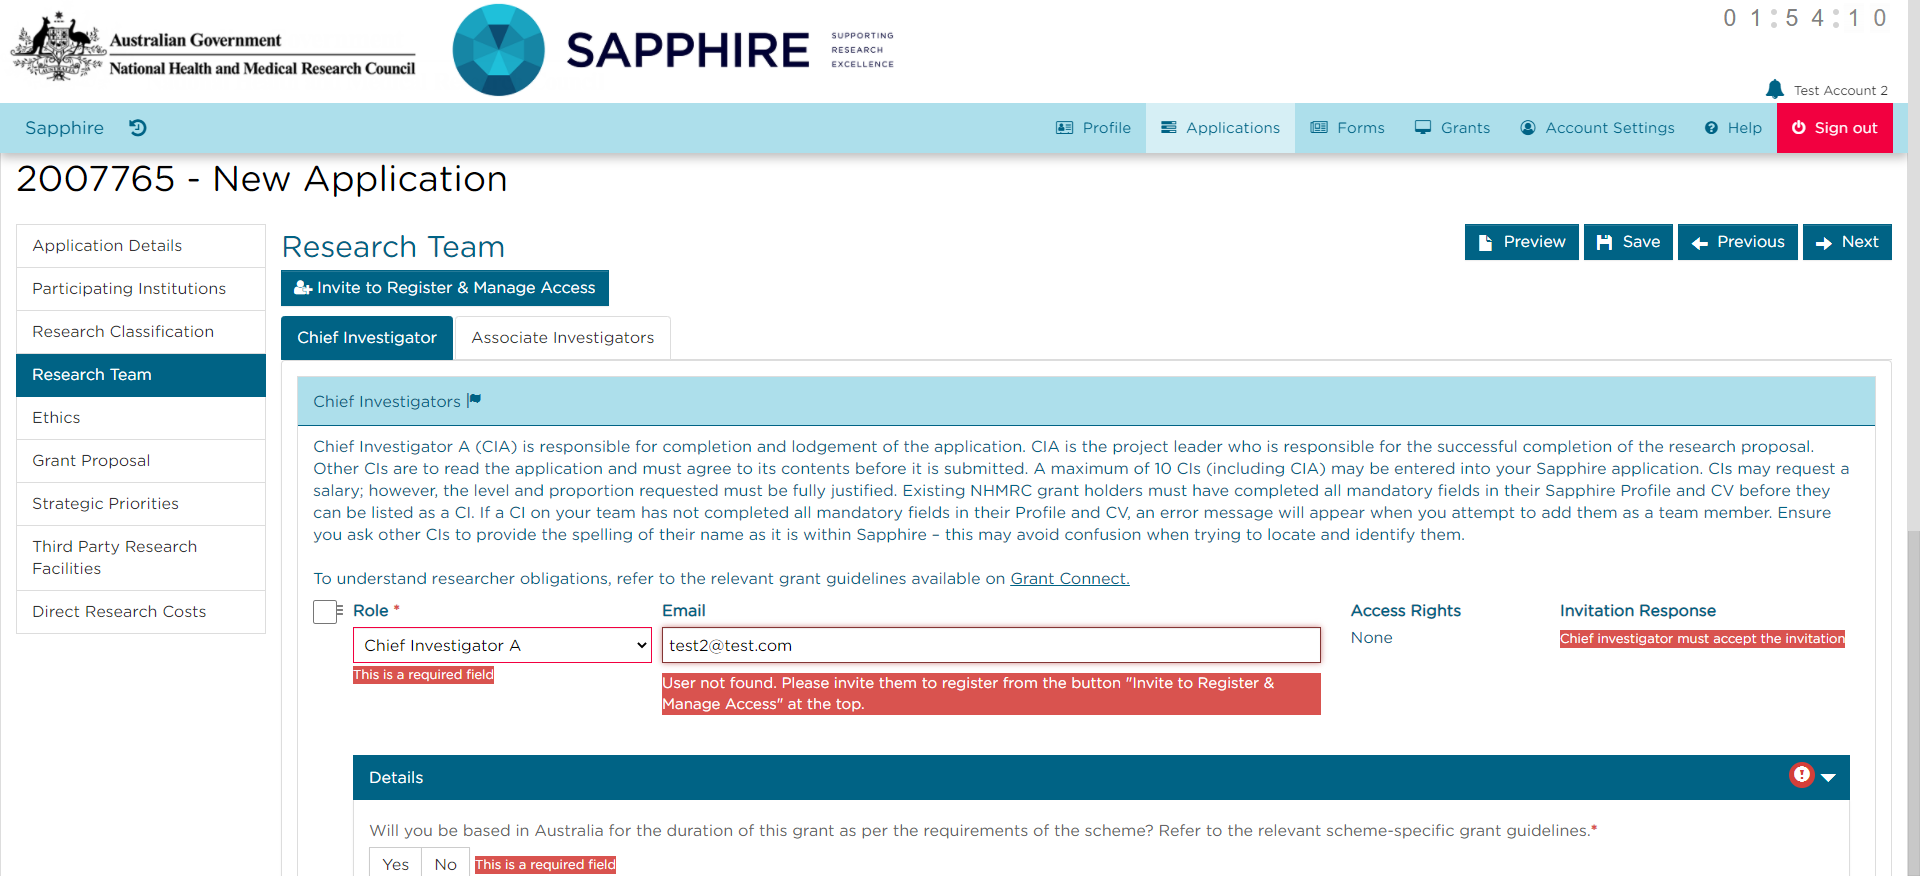 Australian Government
National Health and Medical Research Council
SAPPHIRE
SUPPORTING
RESEARCH
EXCELLENCE
01:54:10
Test Account 2
Sapphire
Profile
Applications
Forms
Grants
Account Settings
Help
Sign out
2007765 - New Application
Application Details
Participating Institutions
Research Classification
Research Team
Ethics
Grant Proposal
Strategic Priorities
Third Party Research
Facilities
Direct Research Costs
Research Team
Preview
Save
Previous
Next
Invite to Register & Manage Access
Chief Investigator
Associate Investigators
Chief Investigators
Chief Investigator A (CIA) is responsible for completion and lodgement of the application. CIA is the project leader who is responsible for the successful completion of the research proposal.
Other CIs are to read the application and must agree to its contents before it is submitted. A maximum of 10 CIs (including CIA) may be entered into your Sapphire application. CIs may request a
salary; however, the level and proportion requested must be fully justified. Existing NHMRC grant holders must have completed all mandatory fields in their Sapphire Profile and CV before they
can be listed as a CI. If a CI on your team has not completed all mandatory fields in their Profile and CV, an error message will appear when you attempt to add them as a team member. Ensure
you ask other CIs to provide the spelling of their name as it is within Sapphire – this may avoid confusion when trying to locate and identify them.
To understand researcher obligations, refer to the relevant grant guidelines available on Grant Connect.
Role *
Email
Access Rights
Invitation Response
Chief Investigator A
test2@test.com
None
Chief investigator must accept the invitation
This is a required field
User not found. Please invite them to register from the button "Invite to Register &
Manage Access" at the top.
Details
Will you be based in Australia for the duration of this grant as per the requirements of the scheme? Refer to the relevant scheme-specific grant guidelines.*
Yes
No
This is a required field